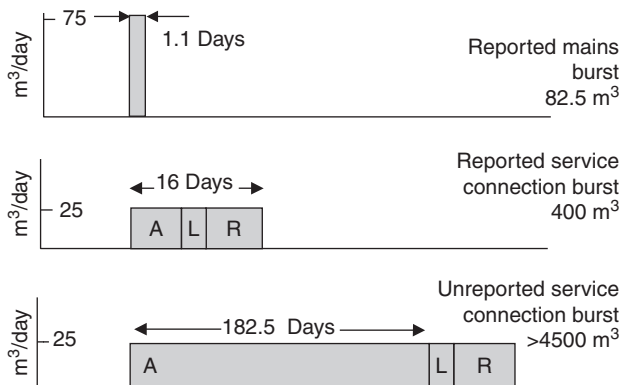 75
1.1 Days
m³/day
Reported mains
burst
82.5 m³
16 Days
25
m³/day
A L R
Reported service
connection burst
400 m³
182.5 Days
25
m³/day
A L R
Unreported service
connection burst
>4500 m³